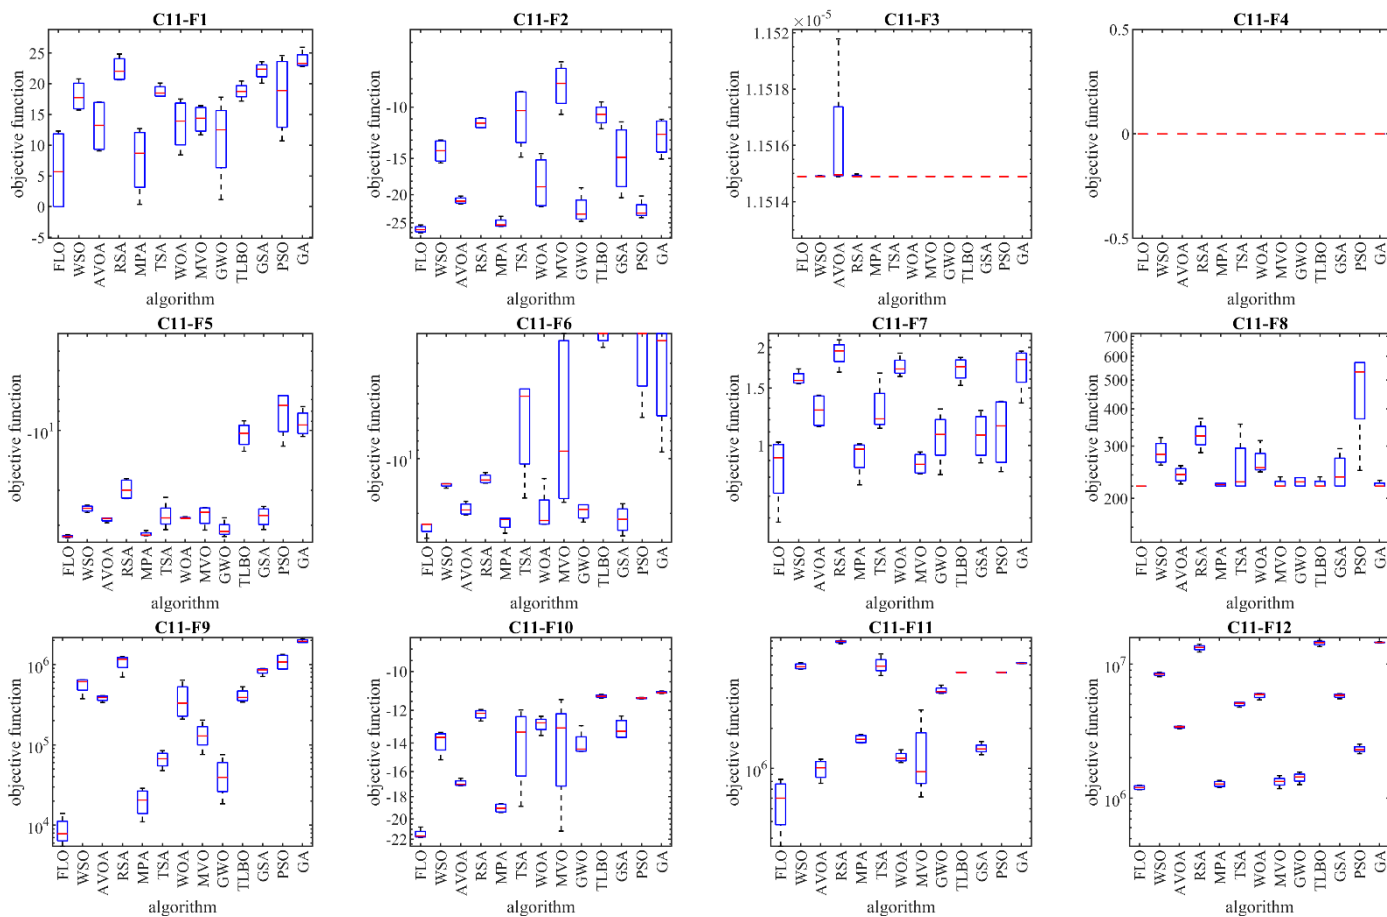 C11-F1
objective function
25
20
15
10
5
0
-5
FLO
WSO
AVOA
RSA
MPA
TSA
WOA
MVO
GWO
TLBO
GSA
PSO
GA
algorithm
C11-F2
objective function
-10
-15
-20
-25
FLO
WSO
AVOA
RSA
MPA
TSA
WOA
MVO
GWO
TLBO
GSA
PSO
GA
algorithm
C11-F3
×10⁻⁵
objective function
1.152
1.1518
1.1516
1.1514
FLO
WSO
AVOA
RSA
MPA
TSA
WOA
MVO
GWO
TLBO
GSA
PSO
GA
algorithm
C11-F4
objective function
0.5
0
-0.5
FLO
WSO
AVOA
RSA
MPA
TSA
WOA
MVO
GWO
TLBO
GSA
PSO
GA
algorithm
C11-F5
objective function
-10¹
FLO
WSO
AVOA
RSA
MPA
TSA
WOA
MVO
GWO
TLBO
GSA
PSO
GA
algorithm
C11-F6
objective function
-10¹
FLO
WSO
AVOA
RSA
MPA
TSA
WOA
MVO
GWO
TLBO
GSA
PSO
GA
algorithm
C11-F7
objective function
2
1.5
1
FLO
WSO
AVOA
RSA
MPA
TSA
WOA
MVO
GWO
TLBO
GSA
PSO
GA
algorithm
C11-F8
objective function
700
600
500
400
300
200
FLO
WSO
AVOA
RSA
MPA
TSA
WOA
MVO
GWO
TLBO
GSA
PSO
GA
algorithm
C11-F9
objective function
10⁶
10⁵
10⁴
FLO
WSO
AVOA
RSA
MPA
TSA
WOA
MVO
GWO
TLBO
GSA
PSO
GA
algorithm
C11-F10
objective function
-10
-12
-14
-16
-18
-20
-22
FLO
WSO
AVOA
RSA
MPA
TSA
WOA
MVO
GWO
TLBO
GSA
PSO
GA
algorithm
C11-F11
objective function
10⁶
FLO
WSO
AVOA
RSA
MPA
TSA
WOA
MVO
GWO
TLBO
GSA
PSO
GA
algorithm
C11-F12
objective function
10⁷
10⁶
FLO
WSO
AVOA
RSA
MPA
TSA
WOA
MVO
GWO
TLBO
GSA
PSO
GA
algorithm